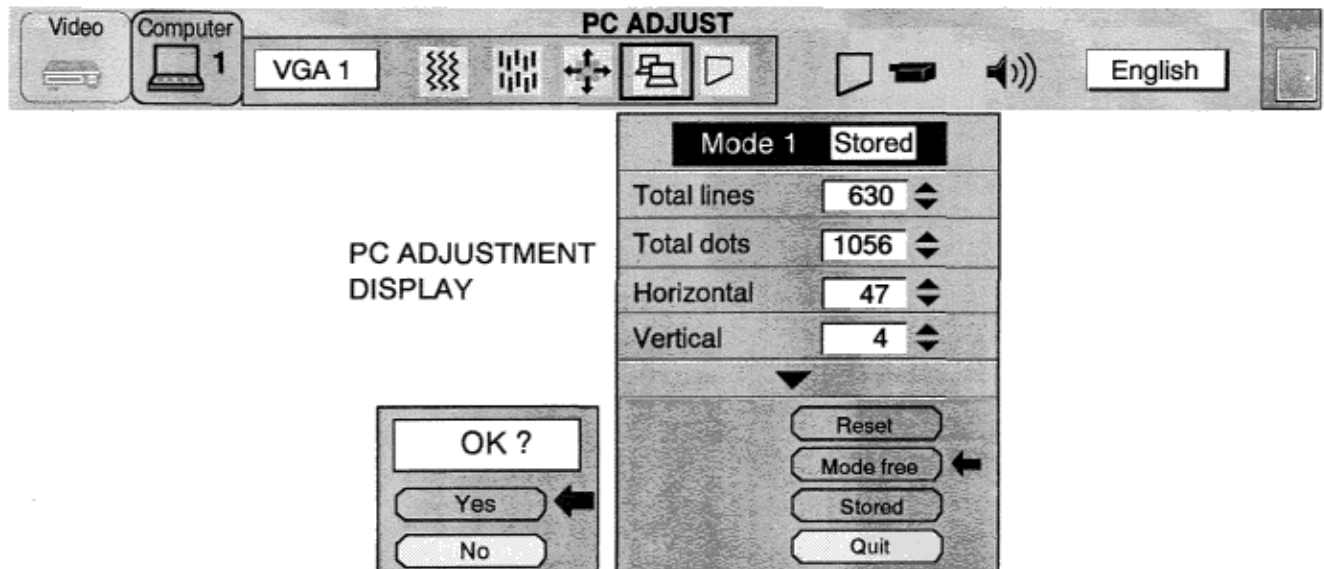 PC ADJUST
Video
Computer
1
VGA 1
English
Mode 1 Stored
Total lines 630
Total dots 1056
Horizontal 47
Vertical 4
PC ADJUSTMENT
DISPLAY
Reset
Mode free
Stored
Quit
OK ?
Yes
No